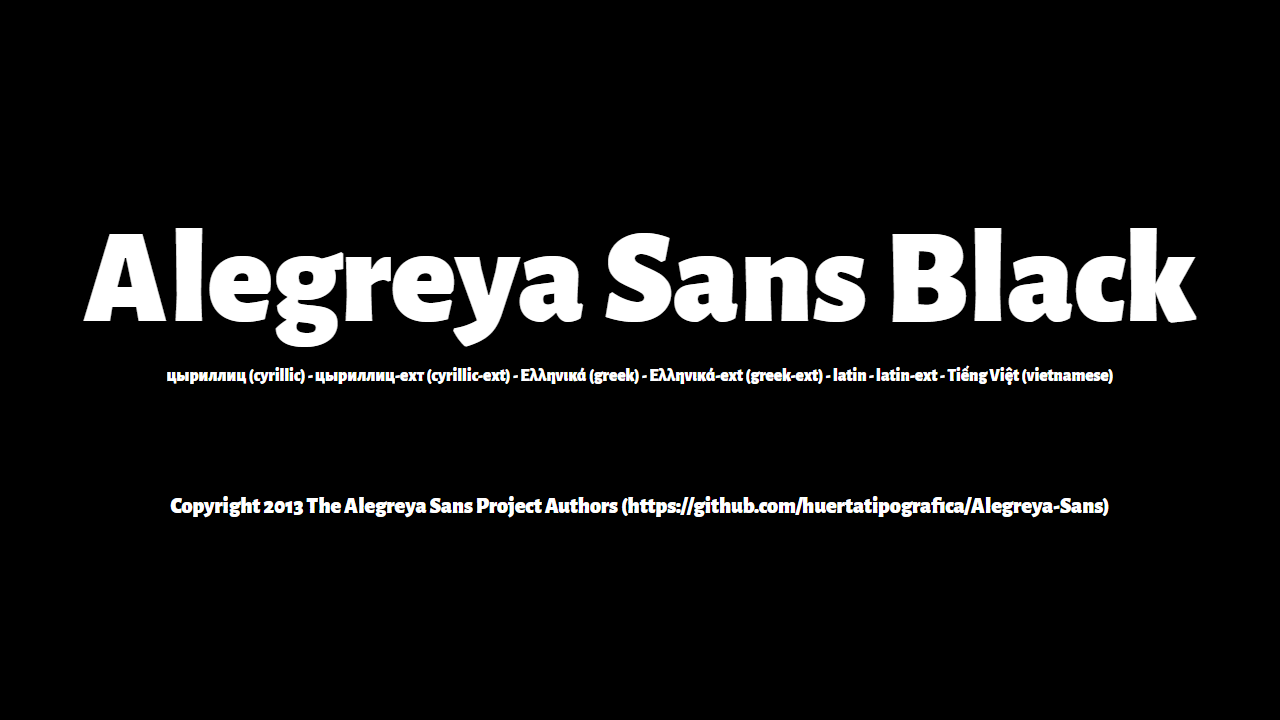 Alegreya Sans Black
цыриллиц (cyrillic) - цыриллиц-ехт (cyrillic-ext) - Ελληνικά (greek) - Ελληνικά-ext (greek-ext) - latin - latin-ext - Tiếng Việt (vietnamese)
Copyright 2013 The Alegreya Sans Project Authors (https://github.com/huertatipografica/Alegreya-Sans)